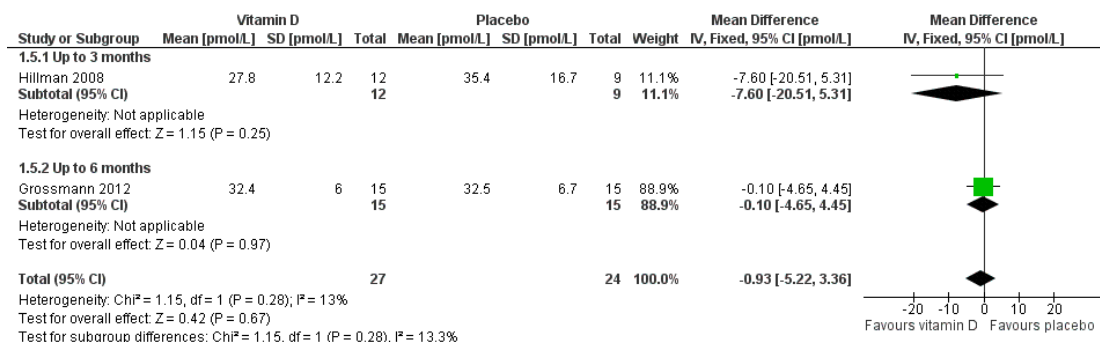 Vitamin D Placebo Mean Difference Mean Difference
Study or Subgroup Mean [pmol/L] SD [pmol/L] Total Mean [pmol/L] SD [pmol/L] Total Weight IV, Fixed, 95% CI [pmol/L] IV, Fixed, 95% CI [pmol/L]
1.5.1 Up to 3 months
Hillman 2008 27.8 12.2 12 35.4 16.7 9 11.1% -7.60 [-20.51, 5.31]
Subtotal (95% CI) 12 9 11.1% -7.60 [-20.51, 5.31]
Heterogeneity: Not applicable
Test for overall effect: Z = 1.15 (P = 0.25)
1.5.2 Up to 6 months
Grossmann 2012 32.4 6 15 32.5 6.7 15 88.9% -0.10 [-4.65, 4.45]
Subtotal (95% CI) 15 15 88.9% -0.10 [-4.65, 4.45]
Heterogeneity: Not applicable
Test for overall effect: Z = 0.04 (P = 0.97)
Total (95% CI) 27 24 100.0% -0.93 [-5.22, 3.36]
Heterogeneity: Chi² = 1.15, df = 1 (P = 0.28); I² = 13%
Test for overall effect: Z = 0.42 (P = 0.67)
Test for subgroup differences: Chi² = 1.15, df = 1 (P = 0.28), I² = 13.3%
-20 -10 0 10 20
Favours vitamin D Favours placebo